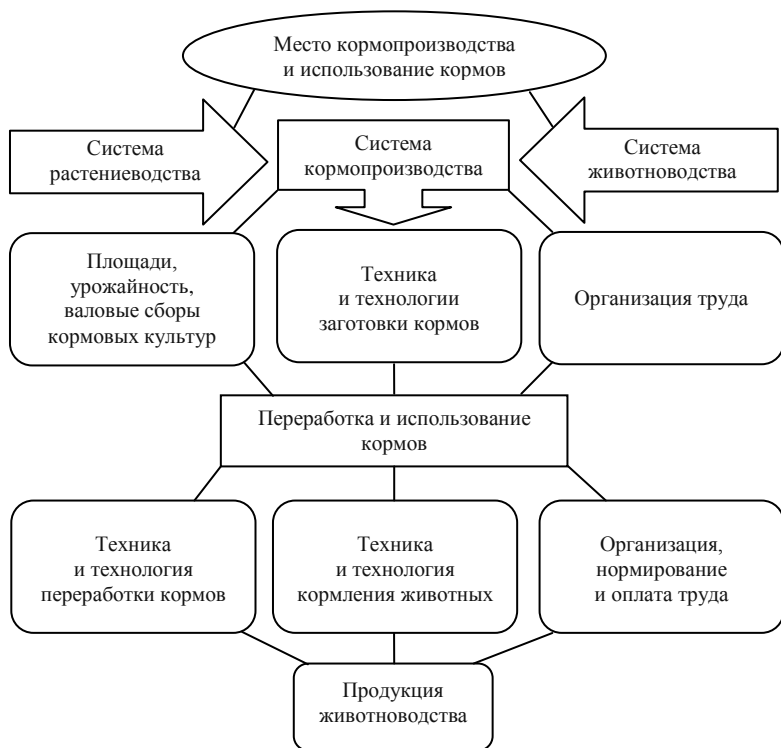 Место кормопроизводства
и использование кормов
Система
растениеводства
Система
кормопроизводства
Система
животноводства
Площади,
урожайность,
валовые сборы
кормовых культур
Техника
и технологии
заготовки кормов
Организация труда
Переработка и использование
кормов
Техника
и технология
переработки кормов
Техника
и технология
кормления животных
Организация,
нормирование
и оплата труда
Продукция
животноводства